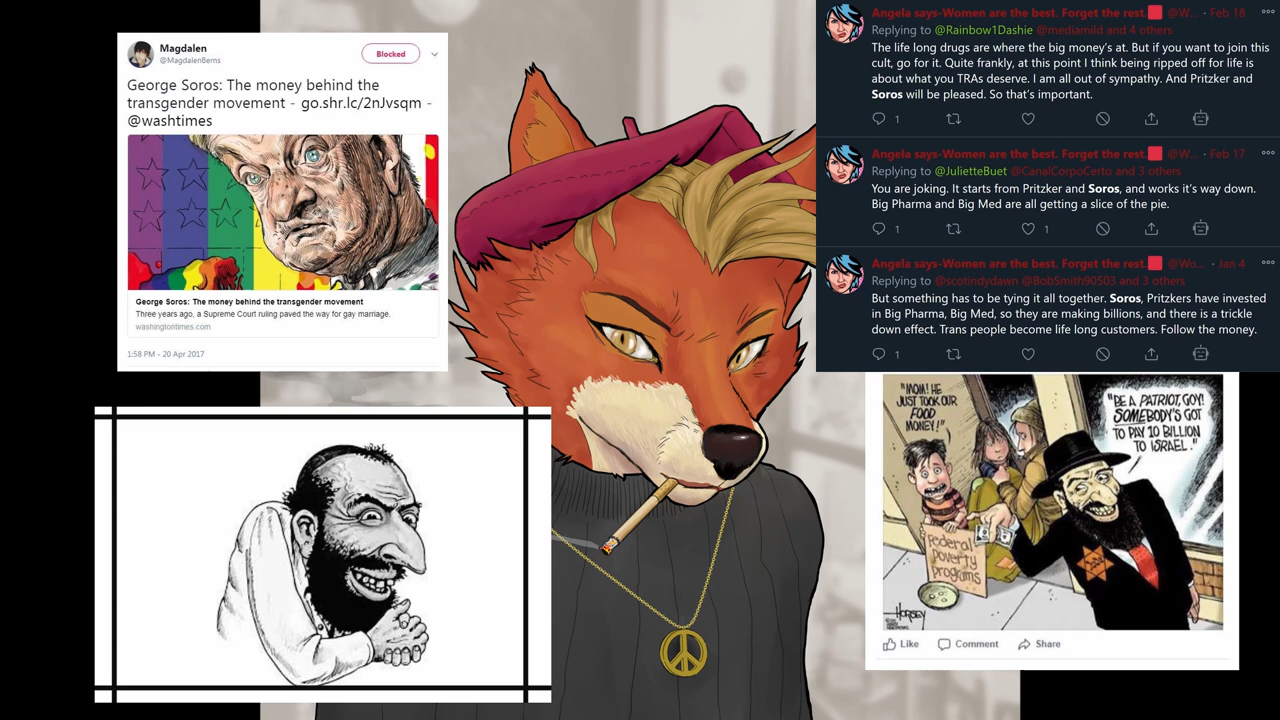 Magdalen
@MagdalenBerns
Blocked
George Soros: The money behind the
transgender movement - go.shr.lc/2nJvsqm -
@washtimes
George Soros: The money behind the transgender movement
Three years ago, a Supreme Court ruling paved the way for gay marriage.
washingtontimes.com
1:58 PM - 20 Apr 2017
Angela says-Women are the best. Forget the rest. @W... · Feb 18
Replying to @Rainbow1Dashie @mediamild and 4 others
The life long drugs are where the big money's at. But if you want to join this
cult, go for it. Quite frankly, at this point I think being ripped off for life is
about what you TRAs deserve. I am all out of sympathy. And Pritzker and
Soros will be pleased. So that's important.
1
Angela says-Women are the best. Forget the rest. @W... · Feb 17
Replying to @JulietteBuet @CanalCorpoCerto and 3 others
You are joking. It starts from Pritzker and Soros, and works it's way down.
Big Pharma and Big Med are all getting a slice of the pie.
1 1
Angela says-Women are the best. Forget the rest. @Wo... · Jan 4
Replying to @scotindydawn @BobSmith90503 and 3 others
But something has to be tying it all together. Soros, Pritzkers have invested
in Big Pharma, Big Med, so they are making billions, and there is a trickle
down effect. Trans people become life long customers. Follow the money.
1
"MOM! HE
JUST TOOK OUR
FOOD
MONEY!"
"BE A PATRIOT, GOY!
SOMEBODY'S GOT
TO PAY 10 BILLION
TO ISRAEL."
Federal
poverty
programs
HORSEY
Like Comment Share